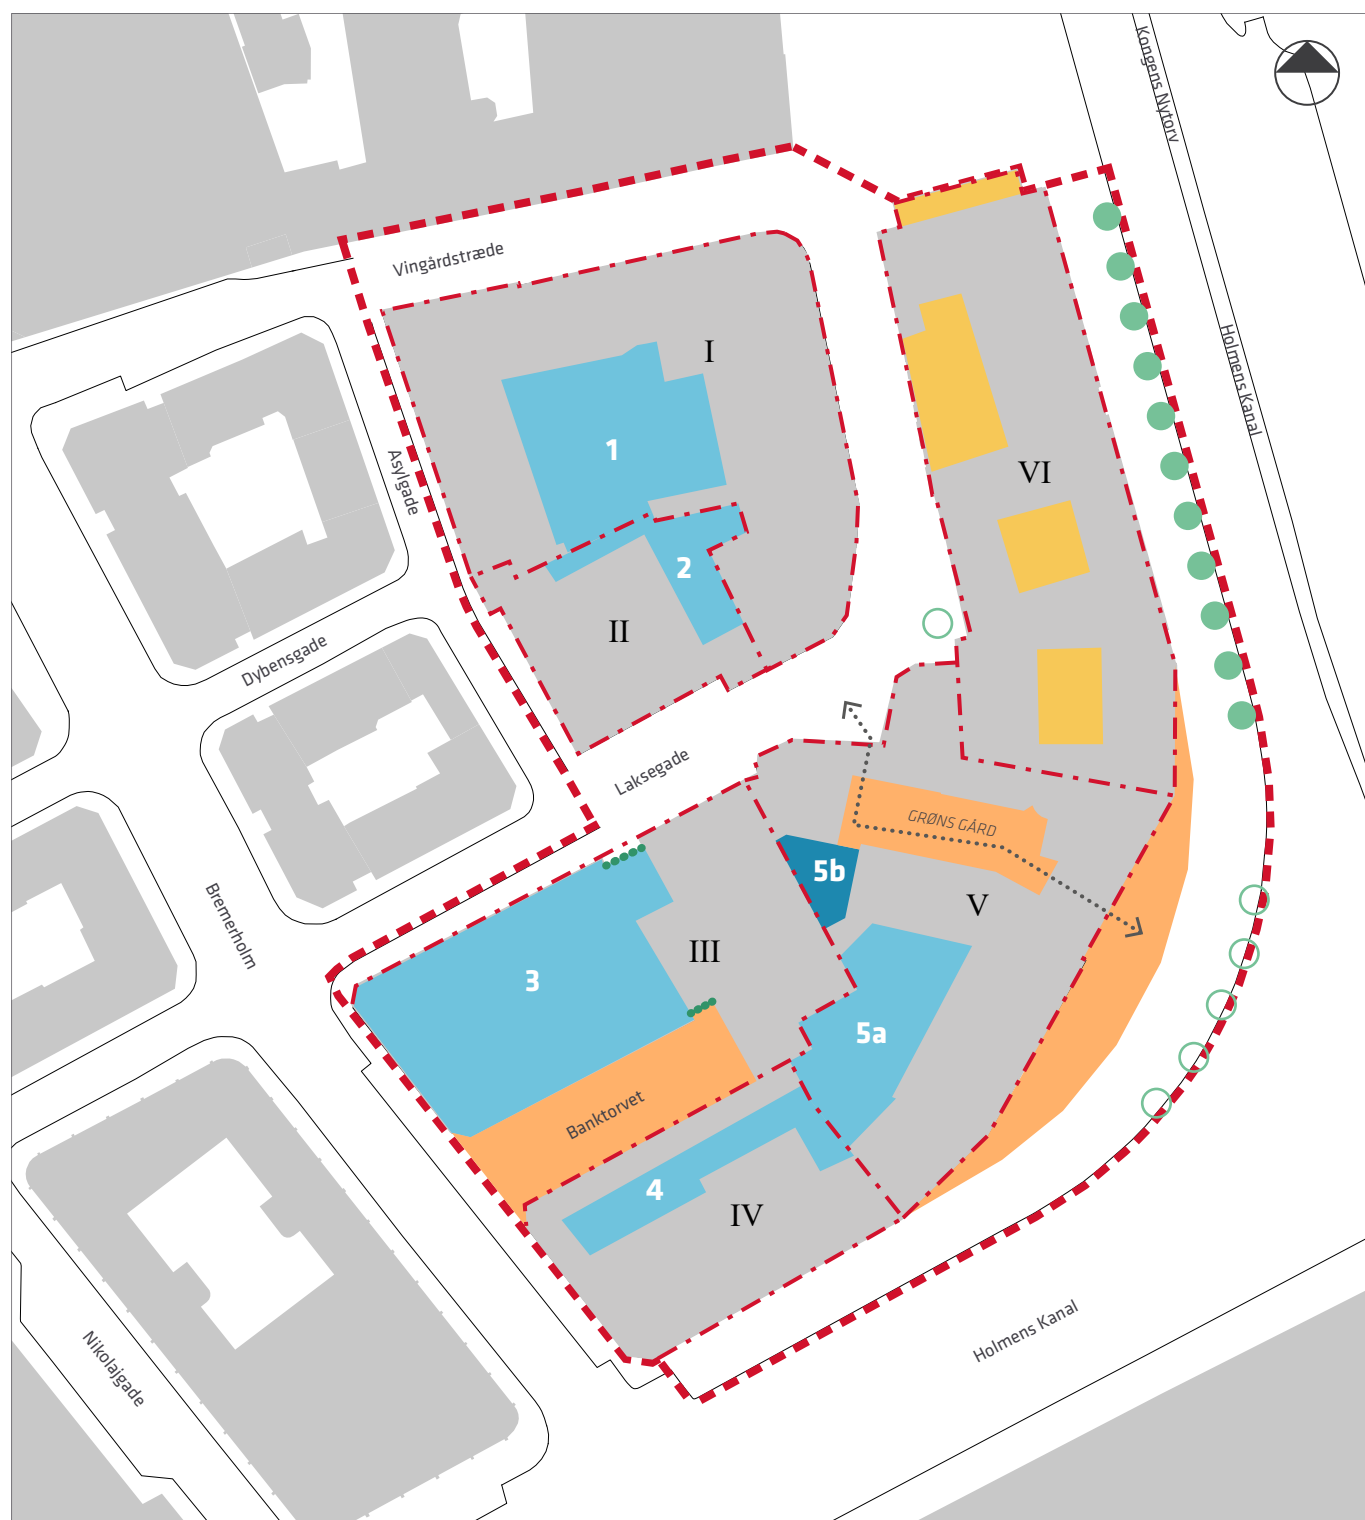 Kongens Nytorv
Vingårdstræde
I
Holmens Kanal
1
Asylgade
VI
2
II
Dybensgade
Laksegade
GRØNS GÅRD
5b
V
Bremerholm
III
3
5a
Banktorvet
4
IV
Holmens Kanal
Nikolajgade